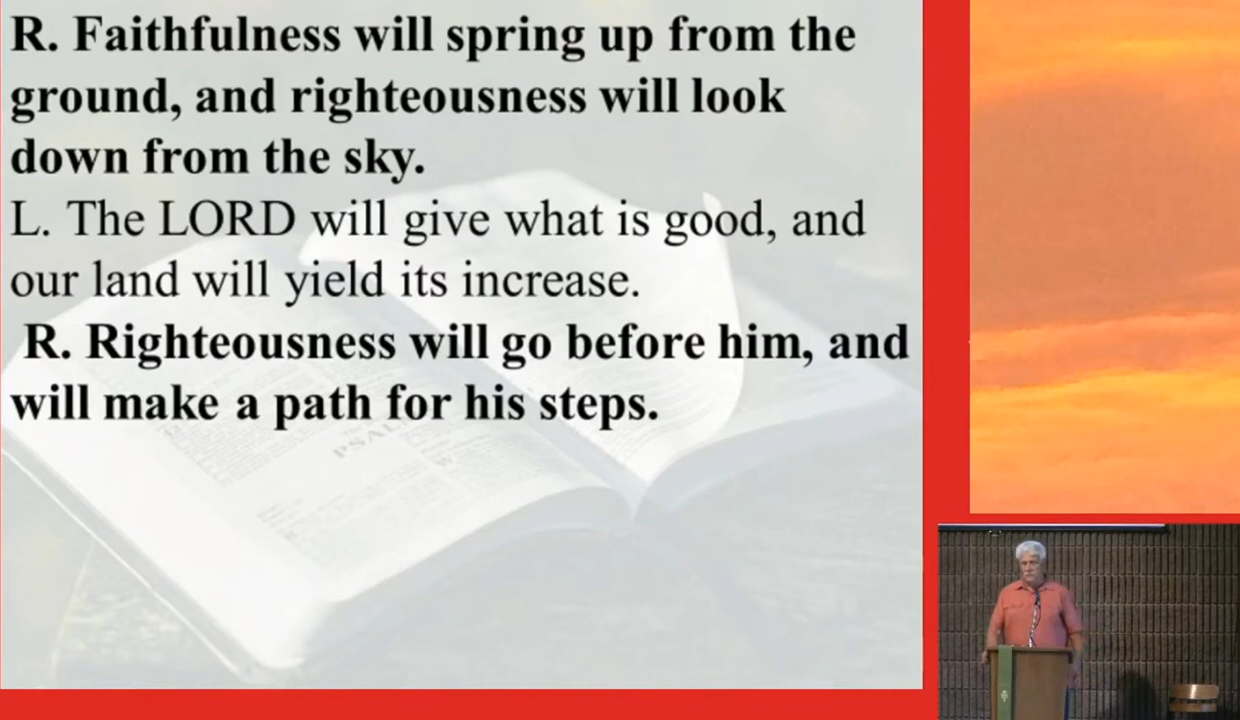 R. Faithfulness will spring up from the
ground, and righteousness will look
down from the sky.
L. The LORD will give what is good, and
our land will yield its increase.
R. Righteousness will go before him, and
will make a path for his steps.
PSAL